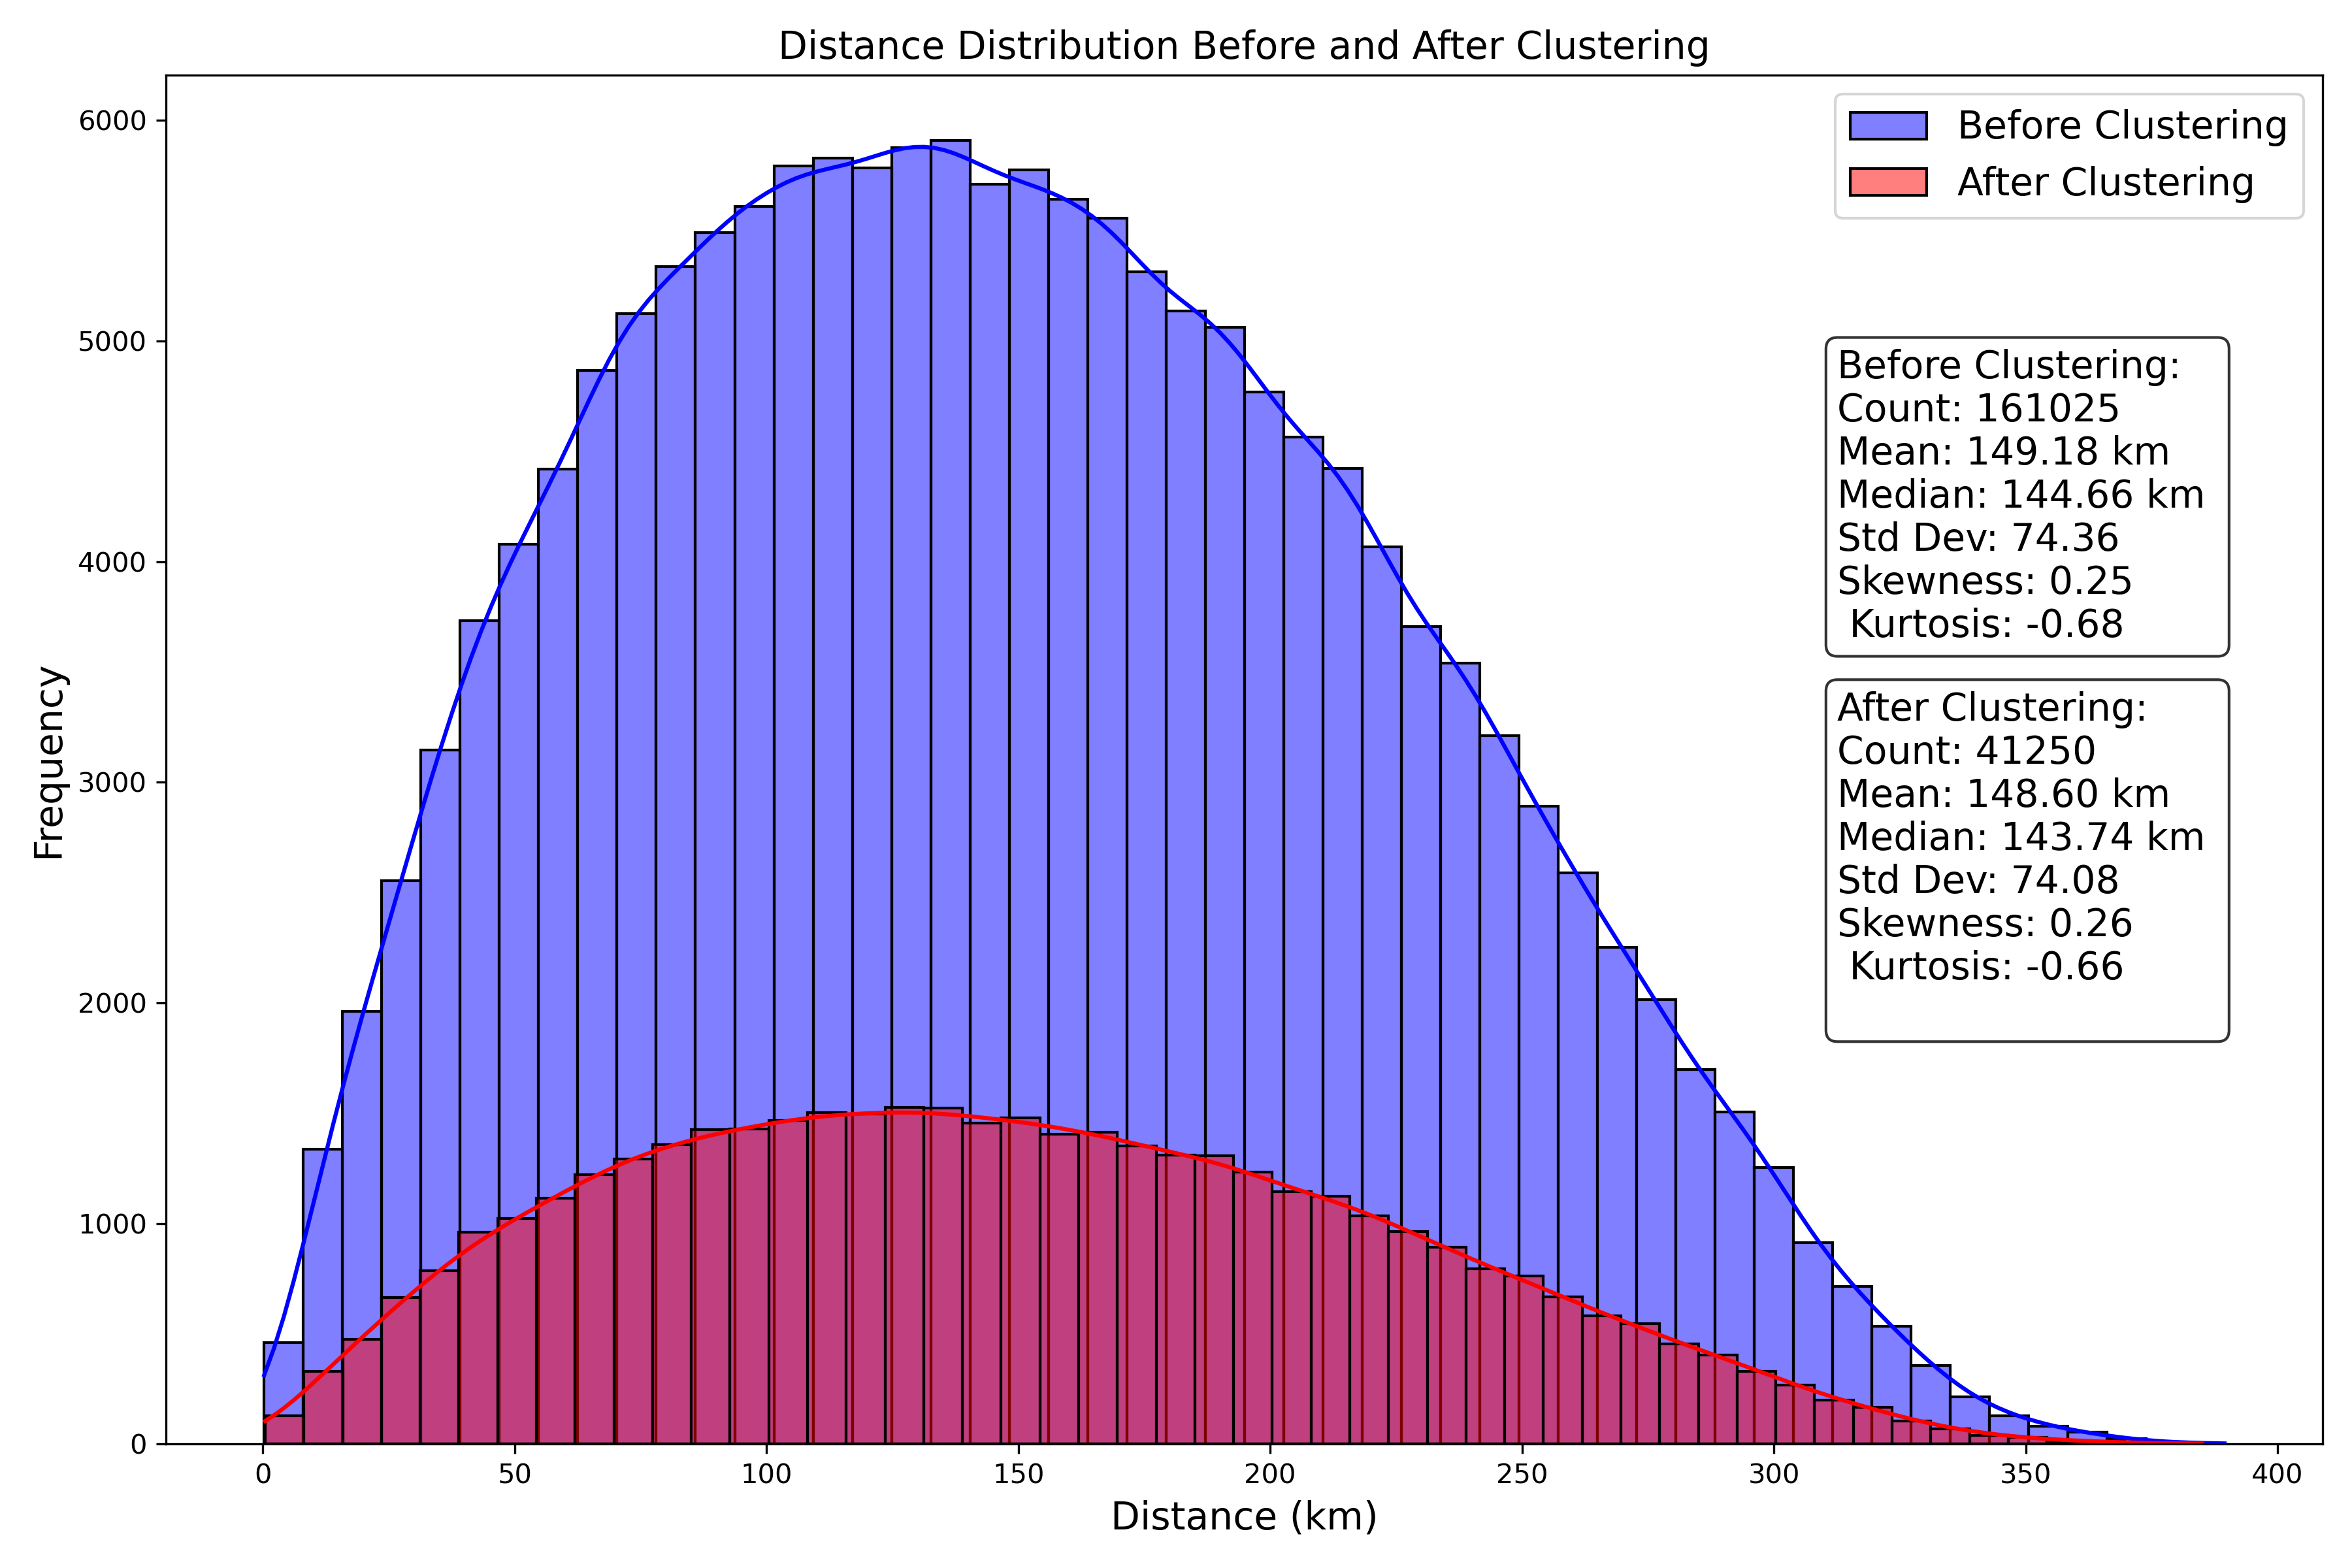 Distance Distribution Before and After Clustering
6000
5000
4000
3000
2000
1000
0
Frequency
Before Clustering
After Clustering
Before Clustering:
Count: 161025
Mean: 149.18 km
Median: 144.66 km
Std Dev: 74.36
Skewness: 0.25
Kurtosis: -0.68
After Clustering:
Count: 41250
Mean: 148.60 km
Median: 143.74 km
Std Dev: 74.08
Skewness: 0.26
Kurtosis: -0.66
0 50 100 150 200 250 300 350 400
Distance (km)